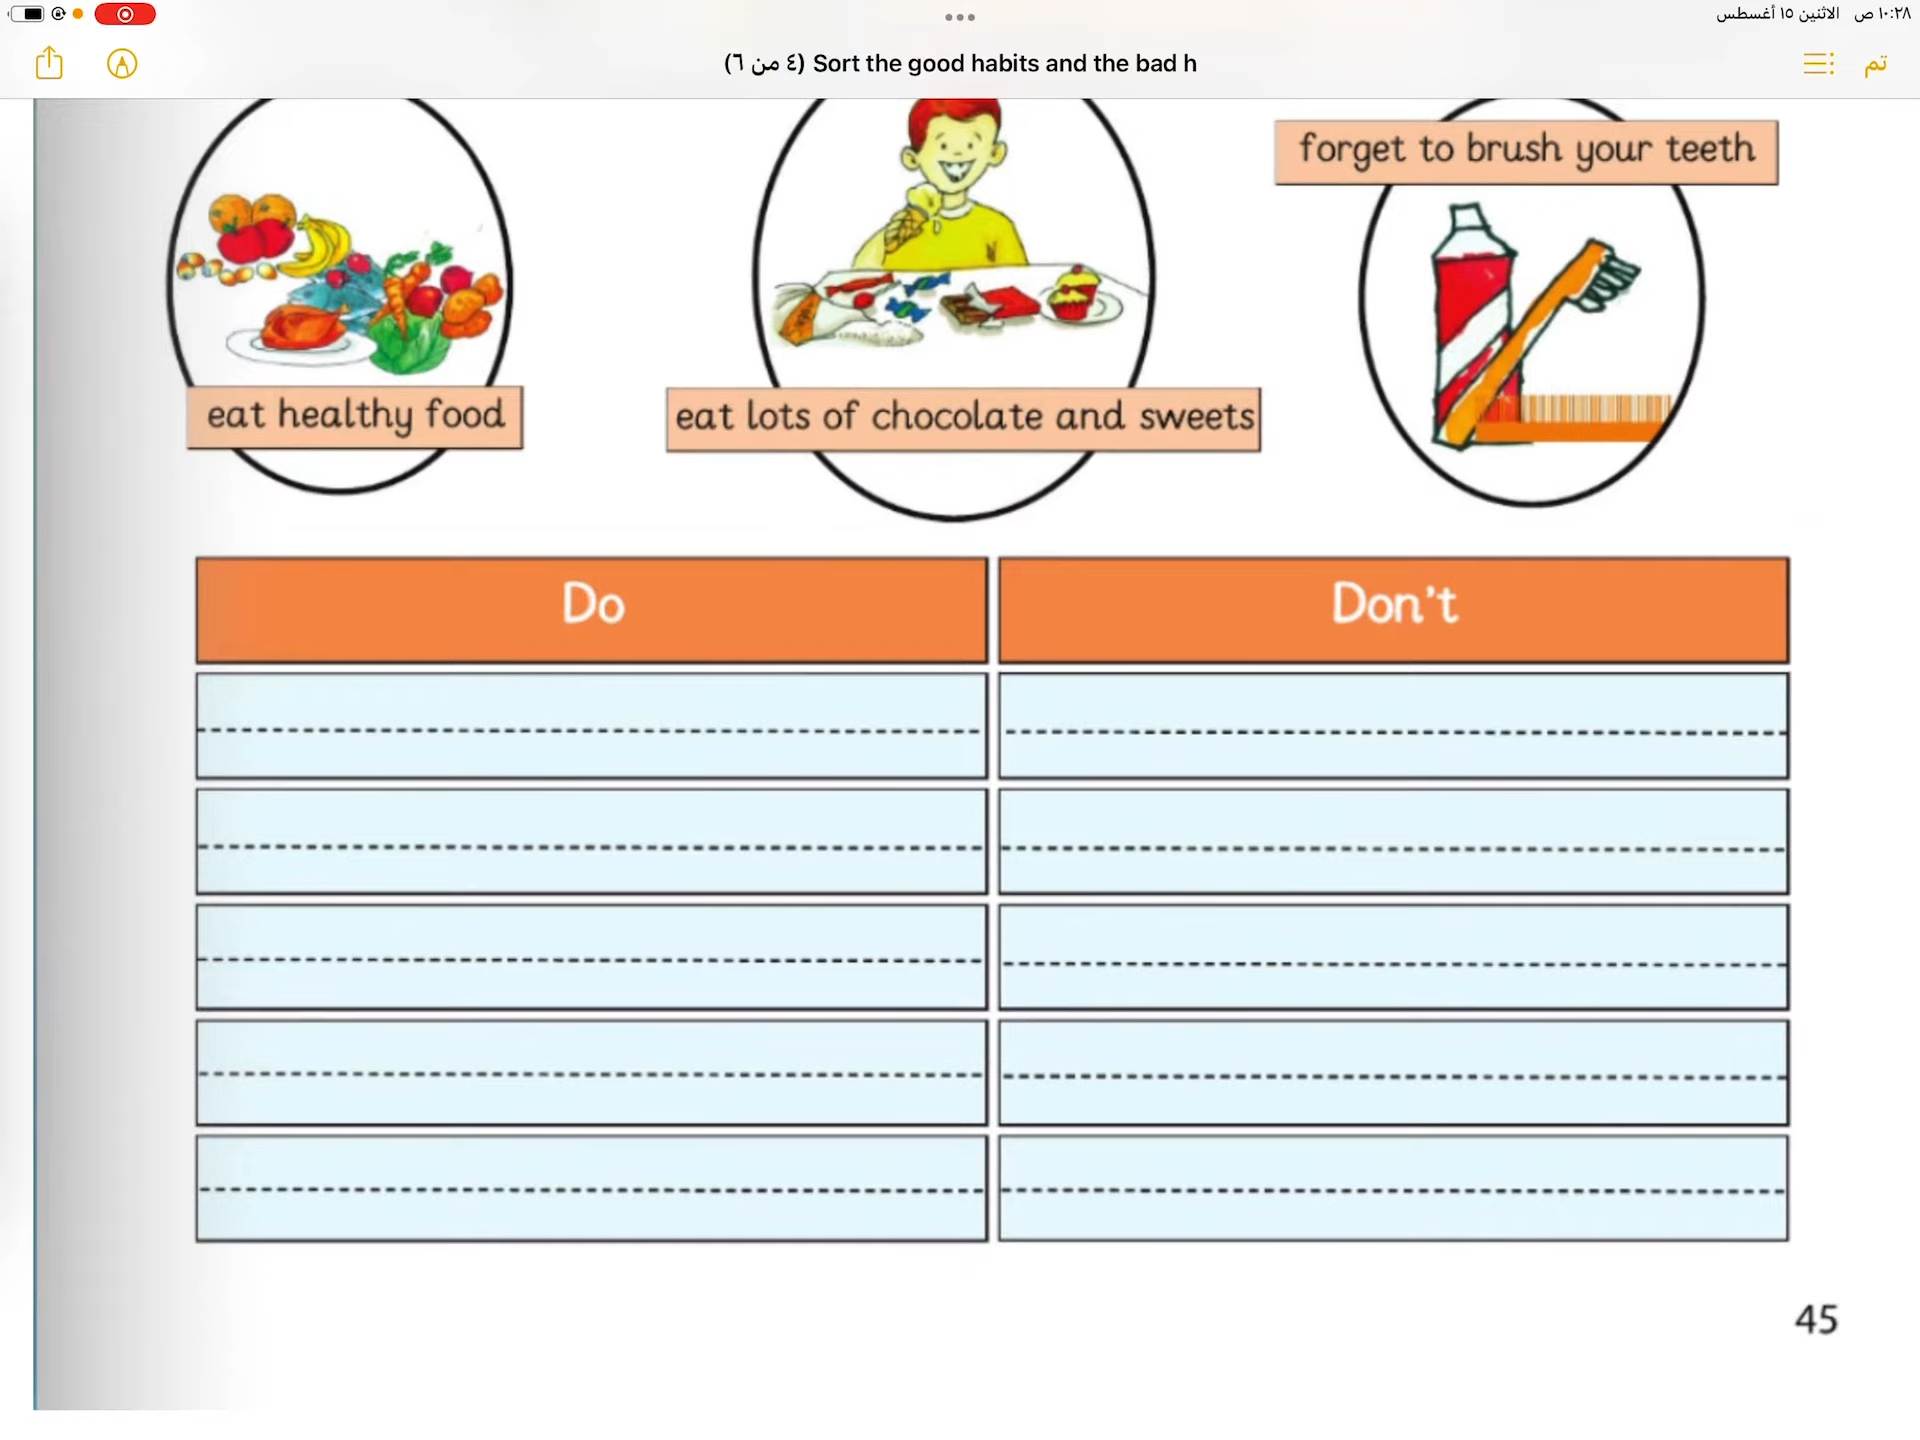 ١٠:٢٨ ص الاثنين ١٥ أغسطس
Sort the good habits and the bad h (٤ من ٦)
تم
forget to brush your teeth
eat healthy food
eat lots of chocolate and sweets
Do
Don't
45